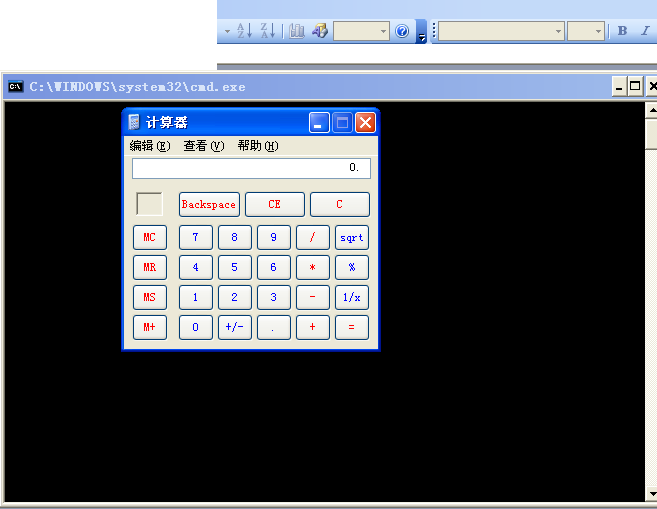 A Z
Z A
B I
C:\WINDOWS\system32\cmd.exe
计算器
编辑(E) 查看(V) 帮助(H)
0.
Backspace CE C
MC 7 8 9 / sqrt
MR 4 5 6 * %
MS 1 2 3 - 1/x
M+ 0 +/- . + =